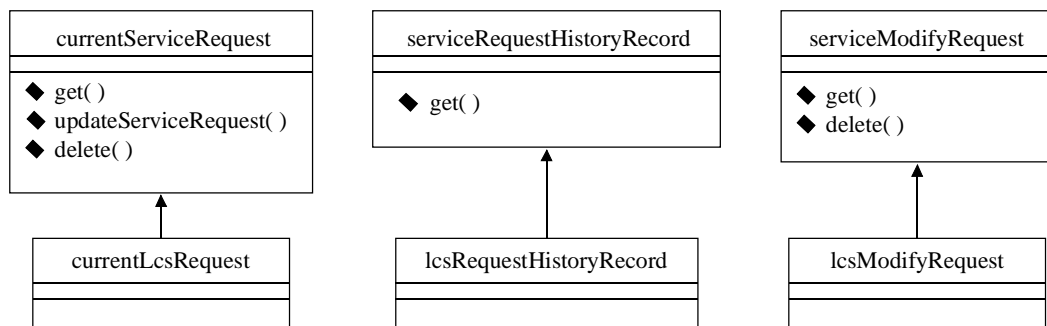 currentServiceRequest
get( )
updateServiceRequest( )
delete( )
serviceRequestHistoryRecord
get( )
serviceModifyRequest
get( )
delete( )
currentLcsRequest
lcsRequestHistoryRecord
lcsModifyRequest